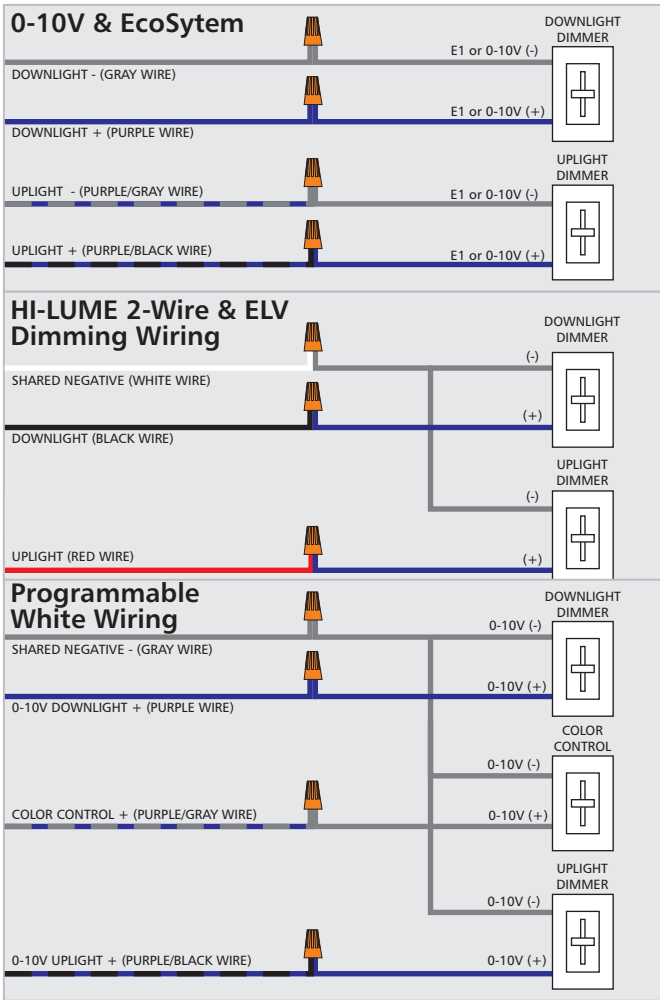 0-10V & EcoSytem
DOWNLIGHT
DIMMER
E1 or 0-10V (-)
DOWNLIGHT - (GRAY WIRE)
E1 or 0-10V (+)
DOWNLIGHT + (PURPLE WIRE)
UPLIGHT
DIMMER
UPLIGHT - (PURPLE/GRAY WIRE)
E1 or 0-10V (-)
UPLIGHT + (PURPLE/BLACK WIRE)
E1 or 0-10V (+)
HI-LUME 2-Wire & ELV
Dimming Wiring
DOWNLIGHT
DIMMER
(-)
SHARED NEGATIVE (WHITE WIRE)
(+)
DOWNLIGHT (BLACK WIRE)
UPLIGHT
DIMMER
(-)
UPLIGHT (RED WIRE)
(+)
Programmable
White Wiring
DOWNLIGHT
DIMMER
0-10V (-)
SHARED NEGATIVE - (GRAY WIRE)
0-10V (+)
0-10V DOWNLIGHT + (PURPLE WIRE)
COLOR
CONTROL
0-10V (-)
COLOR CONTROL + (PURPLE/GRAY WIRE)
0-10V (+)
UPLIGHT
DIMMER
0-10V (-)
0-10V UPLIGHT + (PURPLE/BLACK WIRE)
0-10V (+)